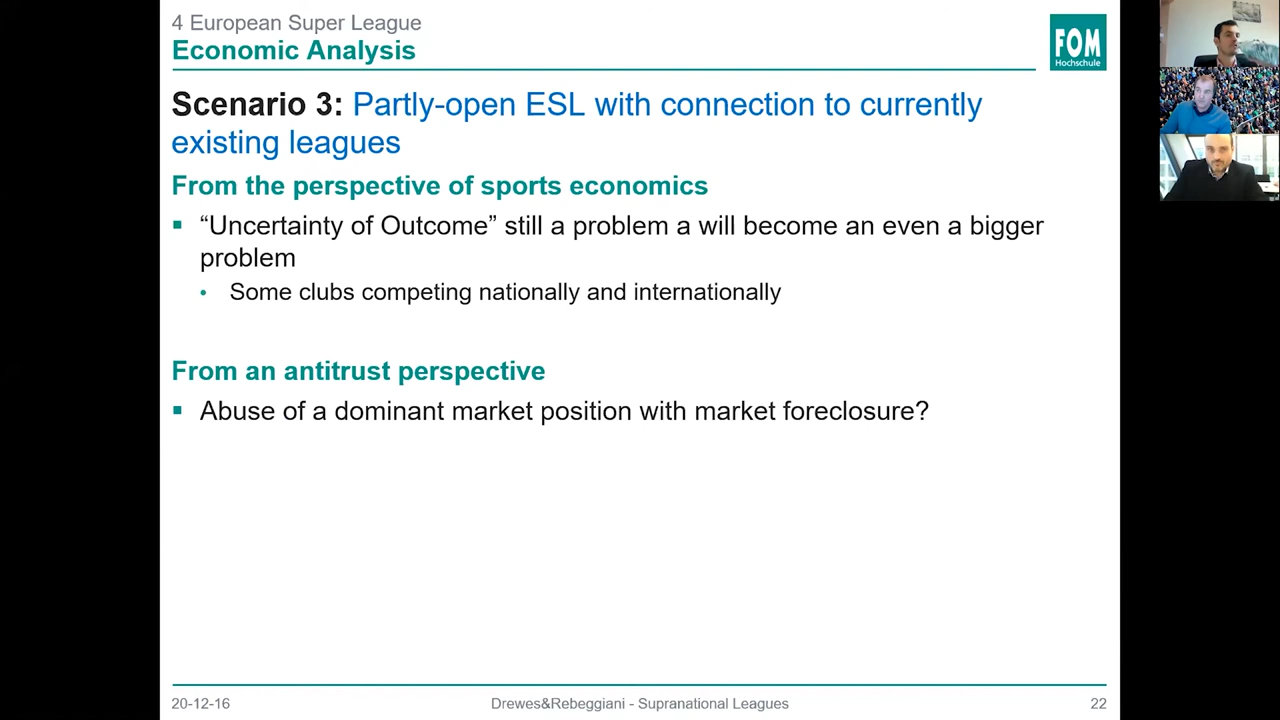 4 European Super League
Economic Analysis
FOM
Hochschule
Scenario 3: Partly-open ESL with connection to currently
existing leagues
From the perspective of sports economics
▪ “Uncertainty of Outcome” still a problem a will become an even a bigger
problem
• Some clubs competing nationally and internationally
From an antitrust perspective
▪ Abuse of a dominant market position with market foreclosure?
20-12-16
Drewes&Rebeggiani - Supranational Leagues
22